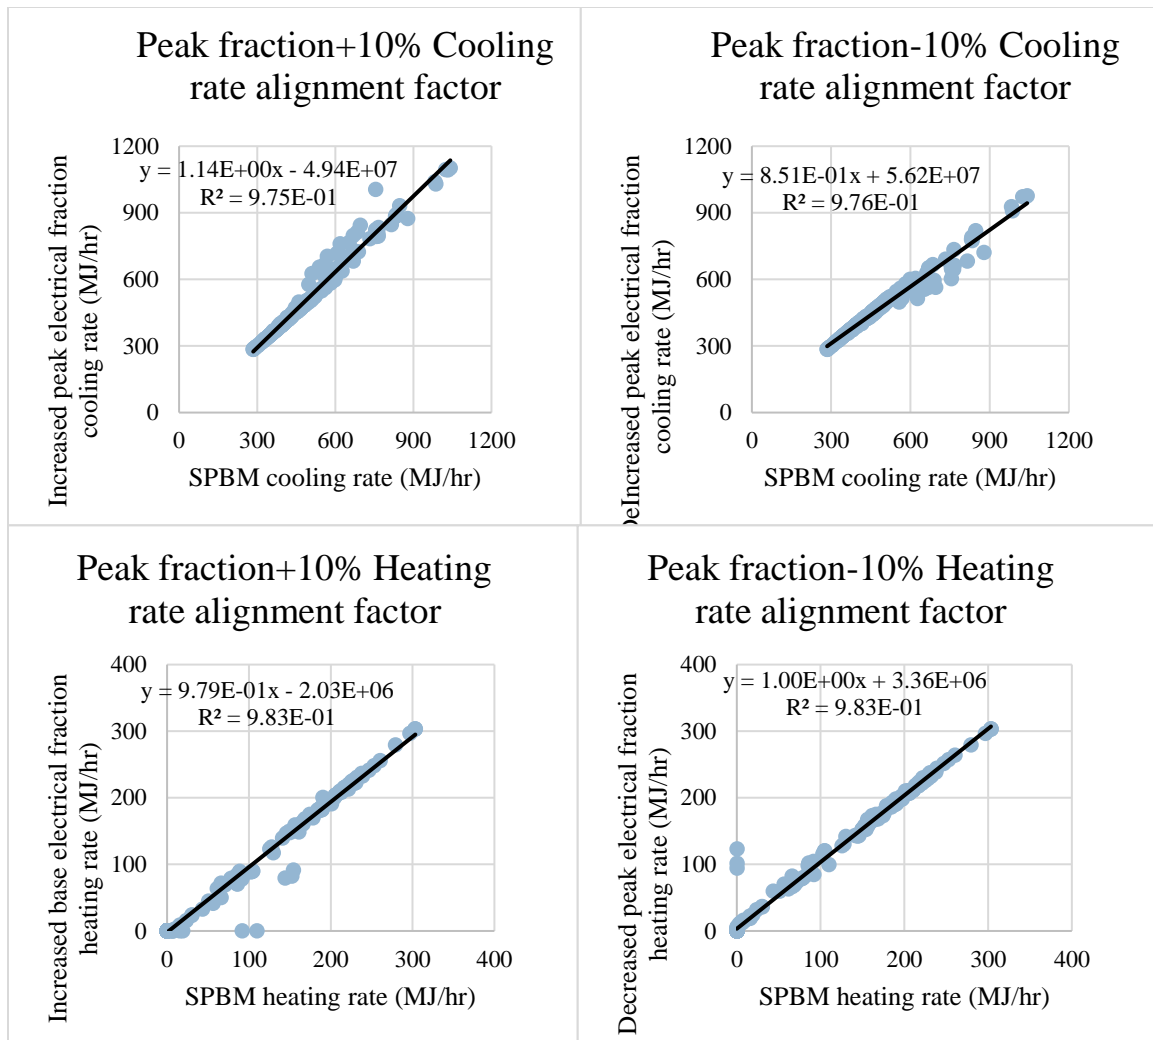 Peak fraction+10% Cooling
rate alignment factor
Increased peak electrical fraction
cooling rate (MJ/hr)
1200
900
600
300
0
y = 1.14E+00x - 4.94E+07
R² = 9.75E-01
0 300 600 900 1200
SPBM cooling rate (MJ/hr)
Peak fraction-10% Cooling
rate alignment factor
DeIncreased peak electrical fraction
cooling rate (MJ/hr)
1200
900
600
300
0
y = 8.51E-01x + 5.62E+07
R² = 9.76E-01
0 300 600 900 1200
SPBM cooling rate (MJ/hr)
Peak fraction+10% Heating
rate alignment factor
Increased base electrical fraction
heating rate (MJ/hr)
400
300
200
100
0
y = 9.79E-01x - 2.03E+06
R² = 9.83E-01
0 100 200 300 400
SPBM heating rate (MJ/hr)
Peak fraction-10% Heating
rate alignment factor
Decreased peak electrical fraction
heating rate (MJ/hr)
400
300
200
100
0
y = 1.00E+00x + 3.36E+06
R² = 9.83E-01
0 100 200 300 400
SPBM heating rate (MJ/hr)